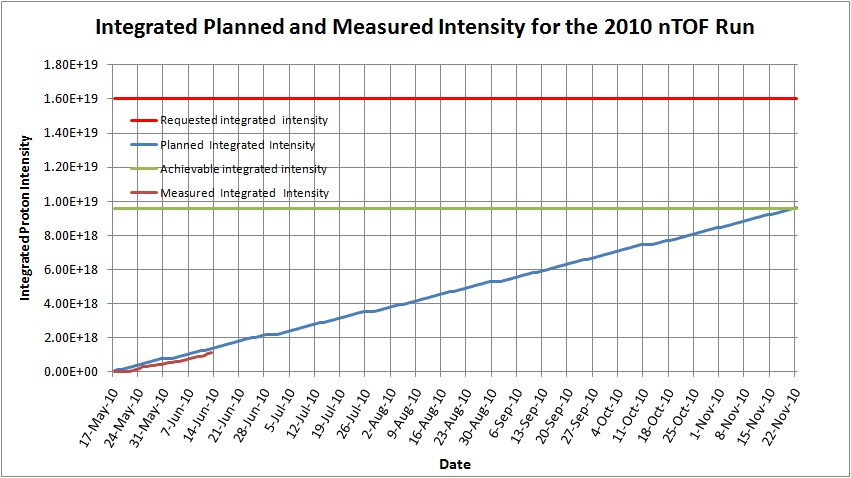 Integrated Planned and Measured Intensity for the 2010 nTOF Run
Integrated Proton Intensity
1.80E+19
1.60E+19
1.40E+19
1.20E+19
1.00E+19
8.00E+18
6.00E+18
4.00E+18
2.00E+18
0.00E+00
Requested integrated intensity
Planned Integrated Intensity
Achievable integrated intensity
Measured Integrated Intensity
17-May-10
24-May-10
31-May-10
7-Jun-10
14-Jun-10
21-Jun-10
28-Jun-10
5-Jul-10
12-Jul-10
19-Jul-10
26-Jul-10
2-Aug-10
9-Aug-10
16-Aug-10
23-Aug-10
30-Aug-10
6-Sep-10
13-Sep-10
20-Sep-10
27-Sep-10
4-Oct-10
11-Oct-10
18-Oct-10
25-Oct-10
1-Nov-10
8-Nov-10
15-Nov-10
22-Nov-10
Date